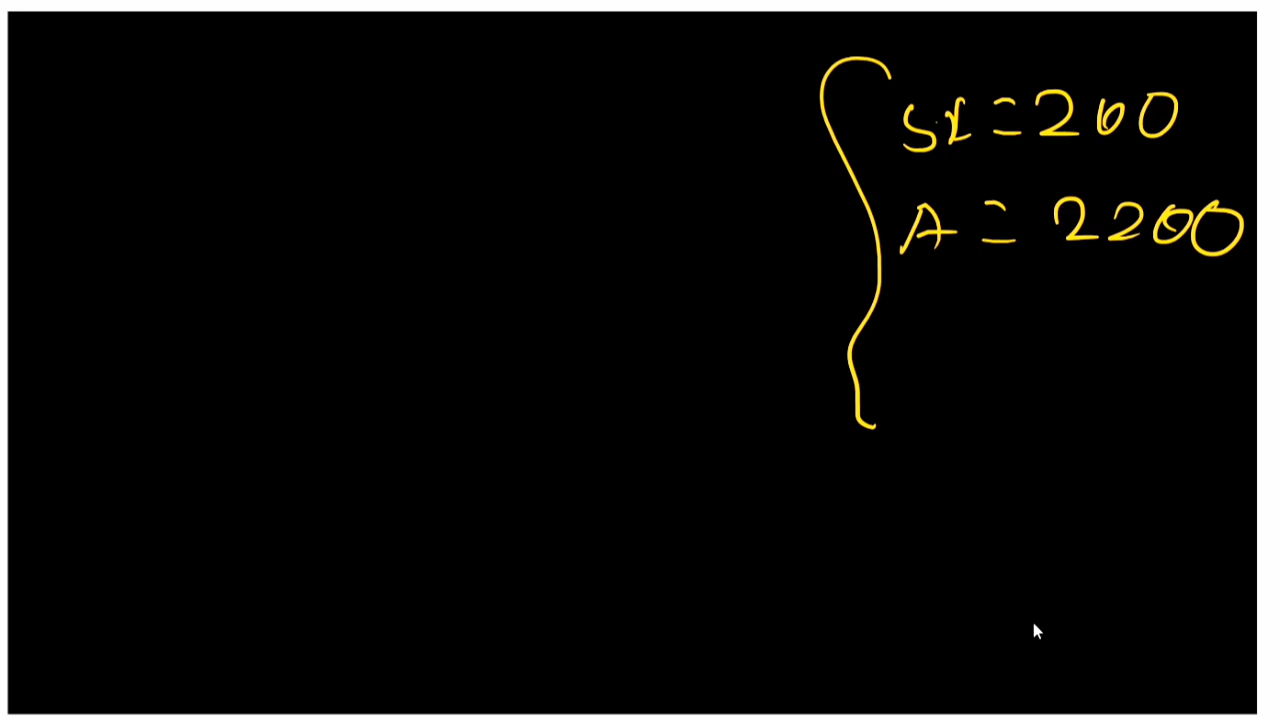 SI = 200
A = 2200